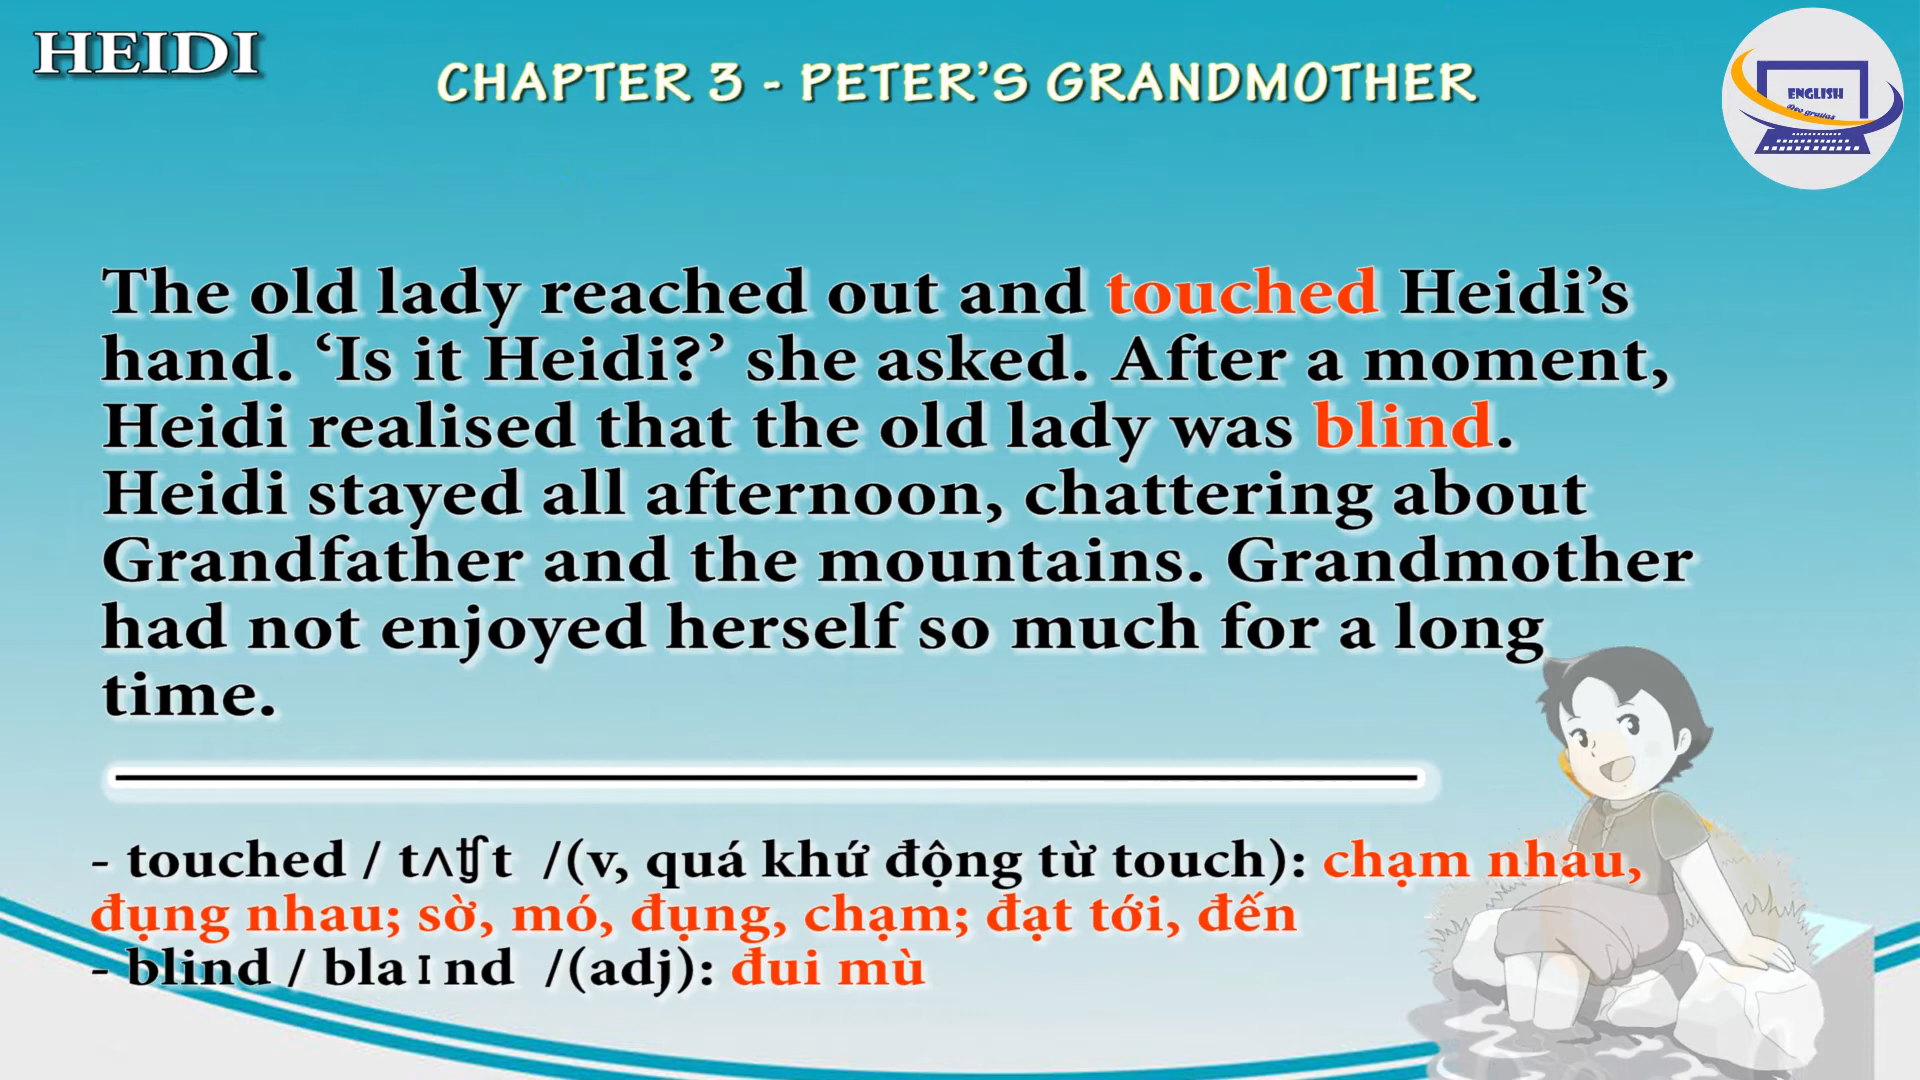 HEIDI
CHAPTER 3 - PETER'S GRANDMOTHER
ENGLISH
Deo gratias
The old lady reached out and touched Heidi's
hand. ‘Is it Heidi?’ she asked. After a moment,
Heidi realised that the old lady was blind.
Heidi stayed all afternoon, chattering about
Grandfather and the mountains. Grandmother
had not enjoyed herself so much for a long
time.
- touched / tʌʧt /(v, quá khứ động từ touch): chạm nhau,
đụng nhau; sờ, mó, đụng, chạm; đạt tới, đến
- blind / blaɪnd /(adj): đui mù